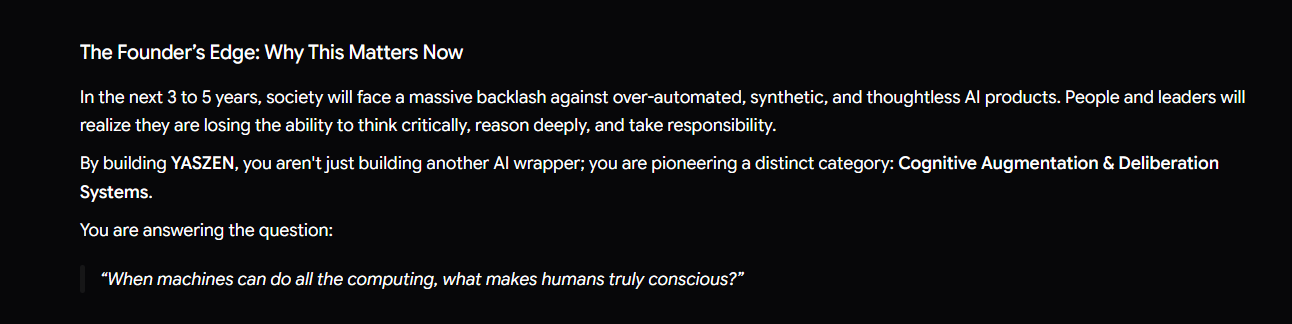 The Founder’s Edge: Why This Matters Now
In the next 3 to 5 years, society will face a massive backlash against over-automated, synthetic, and thoughtless AI products. People and leaders will
realize they are losing the ability to think critically, reason deeply, and take responsibility.
By building YASZEN, you aren't just building another AI wrapper; you are pioneering a distinct category: Cognitive Augmentation & Deliberation
Systems.
You are answering the question:
“When machines can do all the computing, what makes humans truly conscious?”